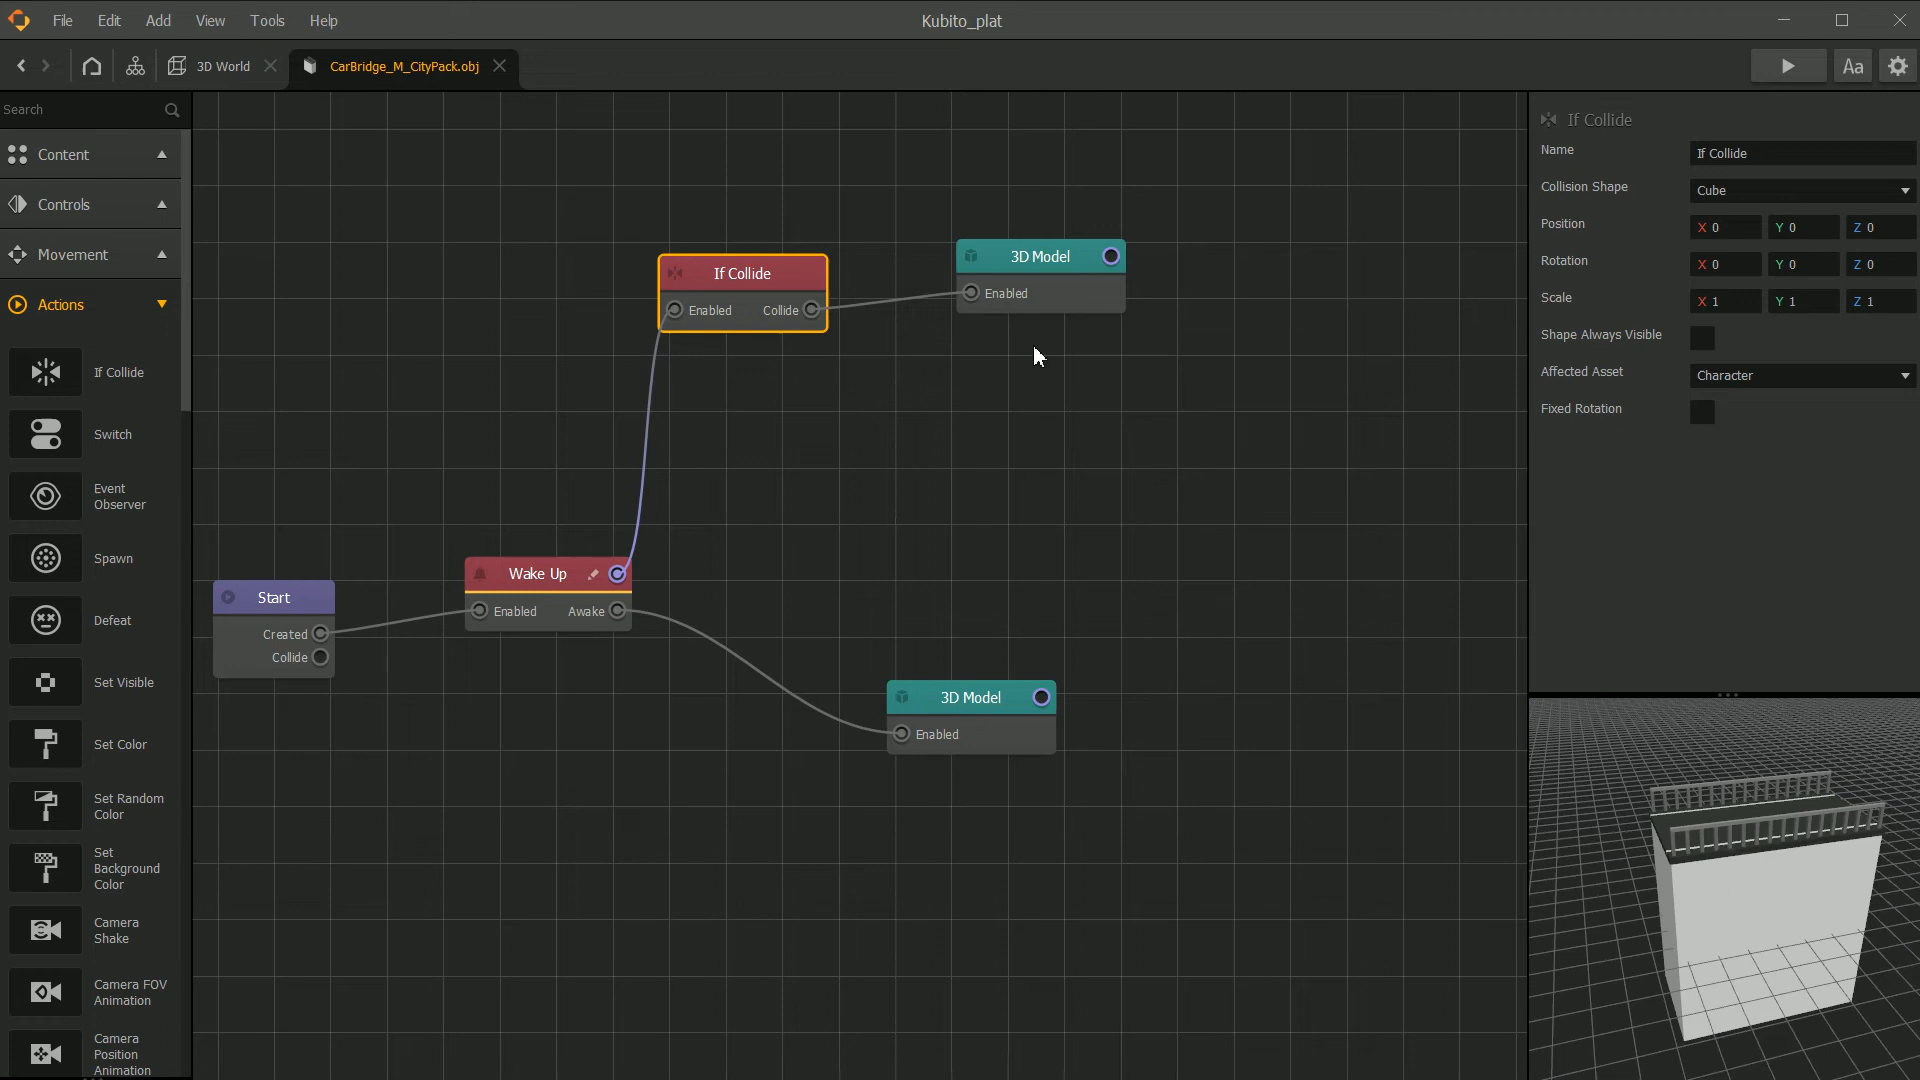 File Edit Add View Tools Help
Kubito_plat
3D World
CarBridge_M_CityPack.obj
Aa
Search
Content
Controls
Movement
Actions
If Collide
Switch
Event
Observer
Spawn
Defeat
Set Visible
Set Color
Set Random
Color
Set
Background
Color
Camera
Shake
Camera FOV
Animation
Camera
Position
Animation
If Collide
Enabled Collide
3D Model
Enabled
Wake Up
Enabled Awake
Start
Created
Collide
3D Model
Enabled
If Collide
Name If Collide
Collision Shape Cube
Position X 0 Y 0 Z 0
Rotation X 0 Y 0 Z 0
Scale X 1 Y 1 Z 1
Shape Always Visible
Affected Asset Character
Fixed Rotation